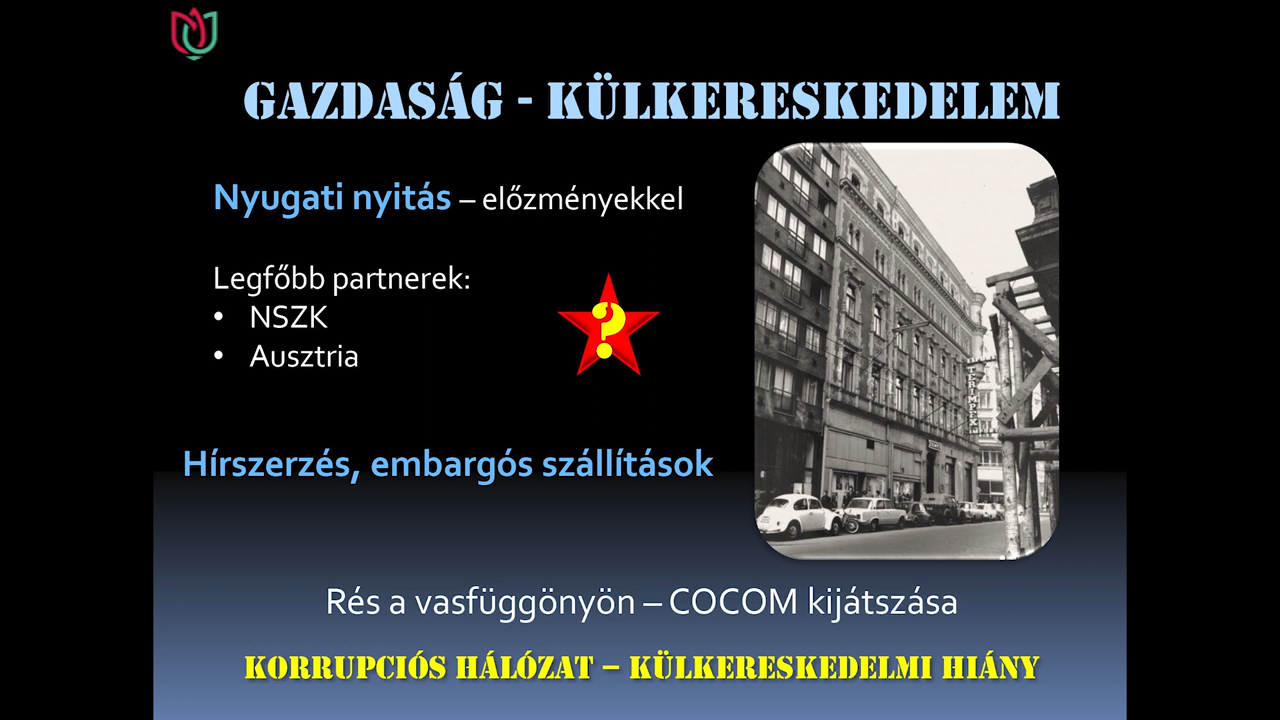 GAZDASÁG - KÜLKERESKEDELEM
Nyugati nyitás – előzményekkel
Legfőbb partnerek:
• NSZK
• Ausztria
?
Hírszerzés, embargós szállítások
TERIMPEX
Rés a vasfüggönyön – COCOM kijátszása
KORRUPCIÓS HÁLÓZAT – KÜLKERESKEDELMI HIÁNY